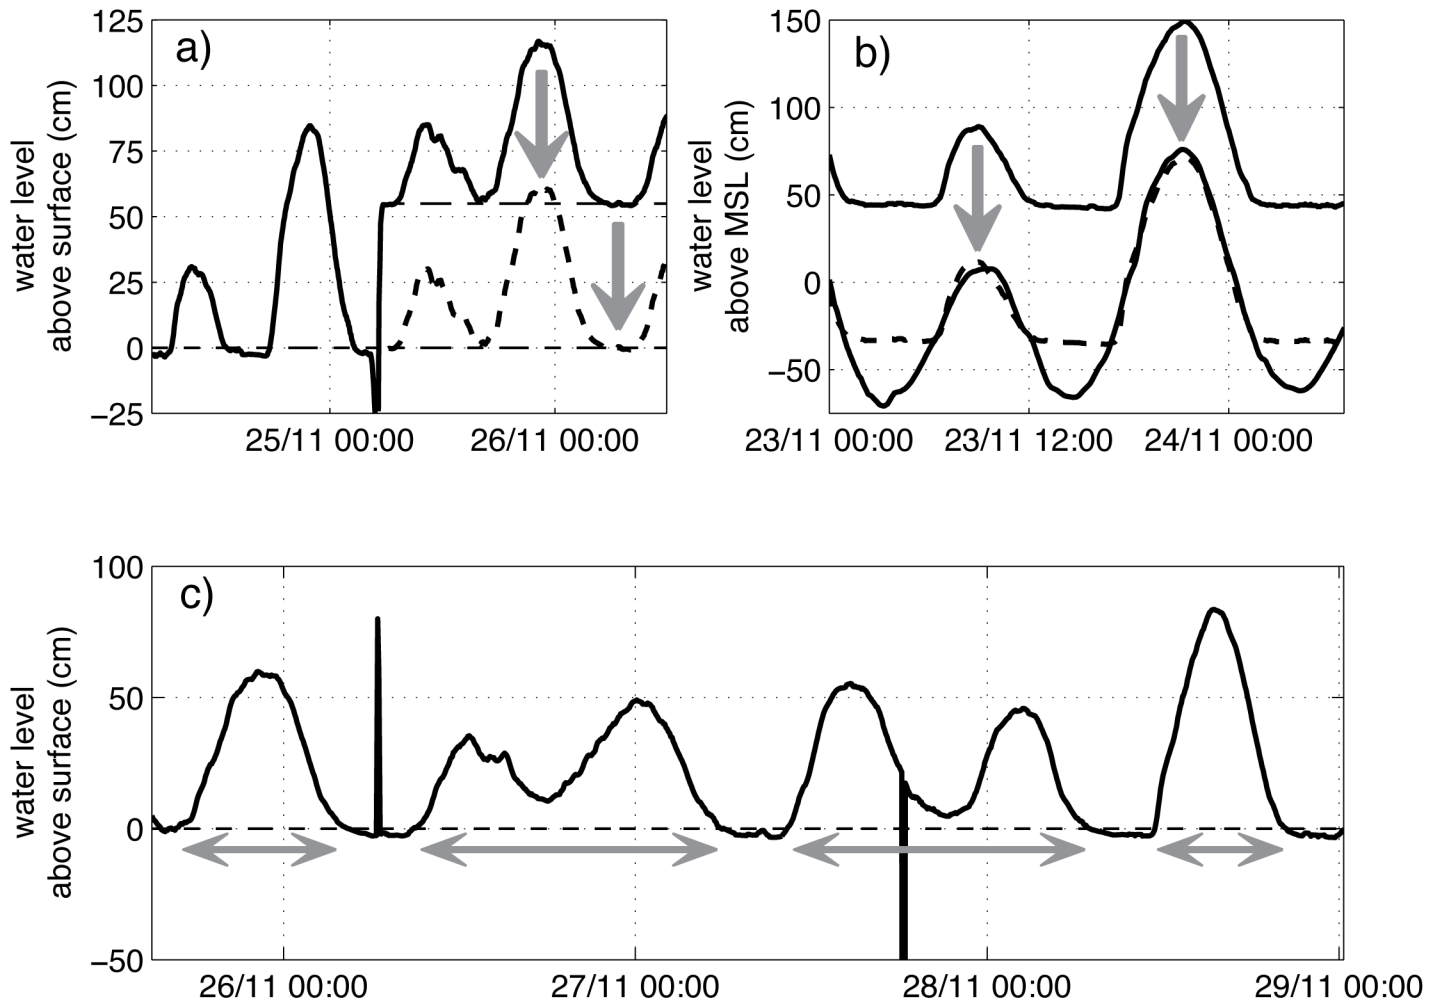 a)
water level
above surface (cm)
125
100
75
50
25
0
−25
25/11 00:00
26/11 00:00
b)
water level
above MSL (cm)
150
100
50
0
−50
23/11 00:00
23/11 12:00
24/11 00:00
c)
water level
above surface (cm)
100
50
0
−50
26/11 00:00
27/11 00:00
28/11 00:00
29/11 00:00